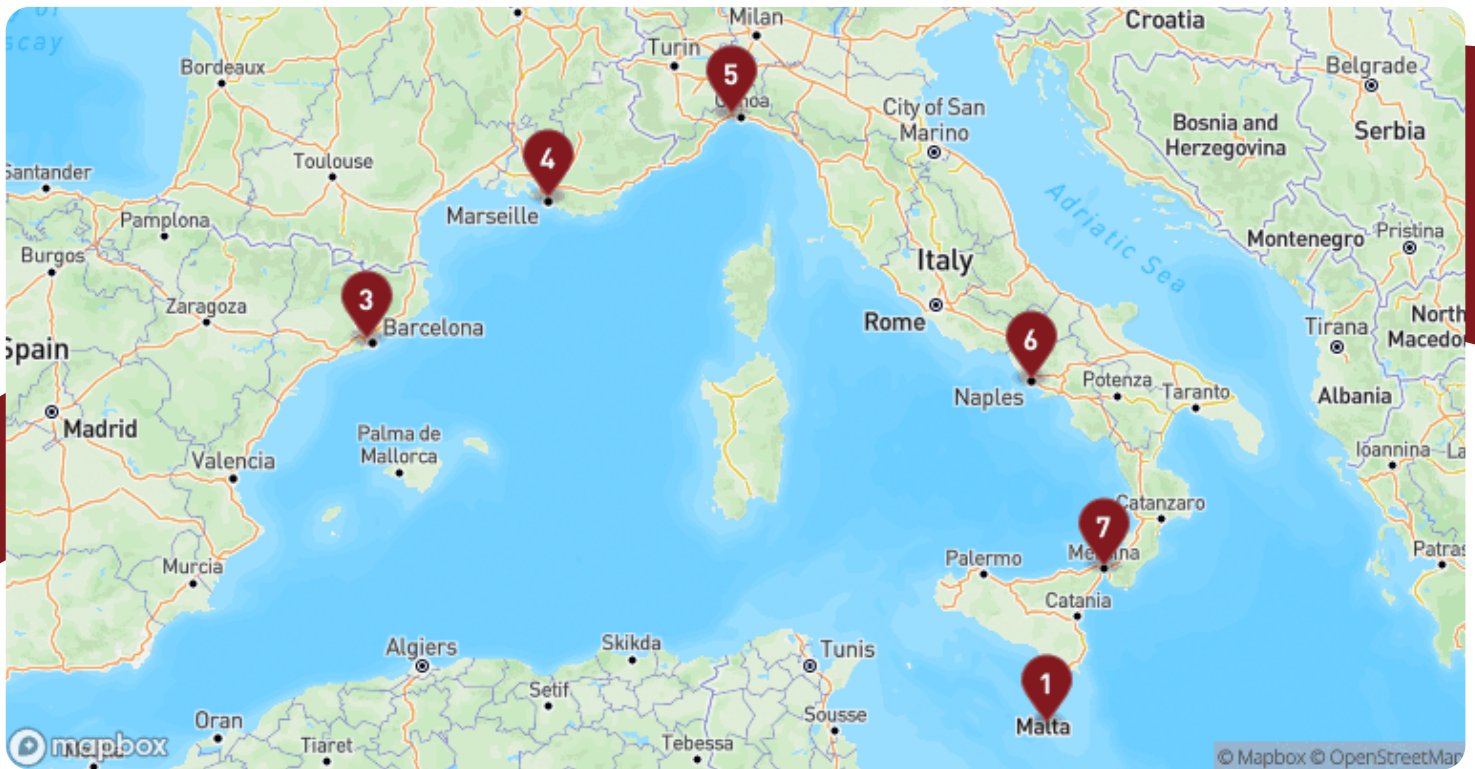 Milan
Croatia
Turin
Bordeaux
Belgrade
5
City of San
Marino
Bosnia and
Herzegovina
Serbia
Toulouse
4
Santander
Marseille
Pamplona
Adriatic Sea
Montenegro
Pristina
Burgos
Italy
Zaragoza
3
Barcelona
Rome
North
Macedo
Tirana
Spain
6
Naples
Potenza
Taranto
Albania
Madrid
Palma de
Mallorca
Valencia
Ioannina
La
Catanzaro
7
Palermo
Patras
Murcia
Catania
Algiers
Skikda
Tunis
1
Setif
Malta
Sousse
Oran
Tiaret
Tebessa
mapbox
© Mapbox © OpenStreetMap